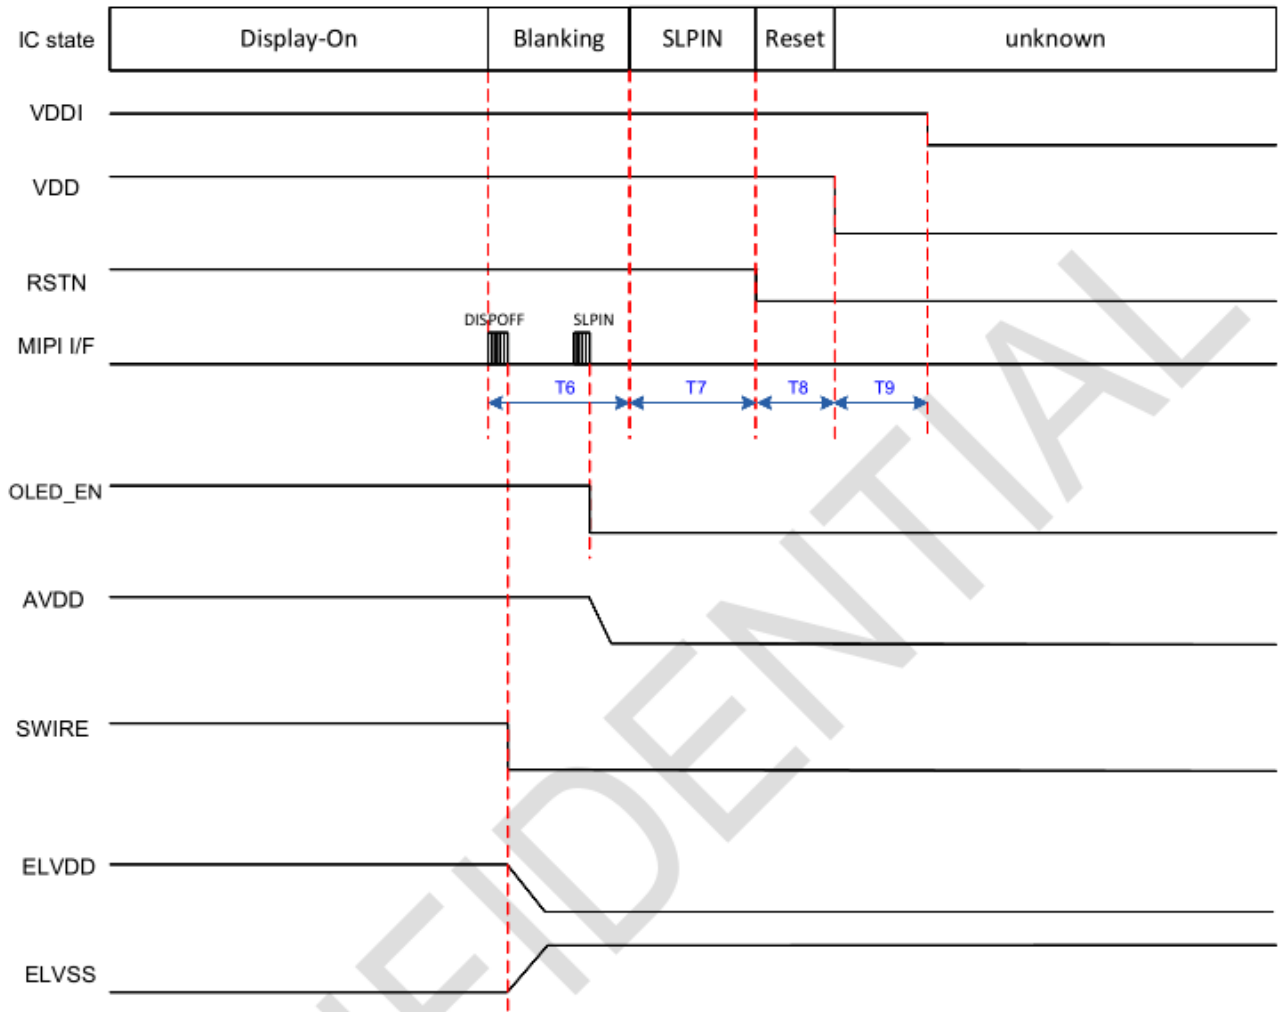 IC state Display-On Blanking SLPIN Reset unknown
VDDI
VDD
RSTN
DISPOFF SLPIN
MIPI I/F
T6 T7 T8 T9
OLED_EN
AVDD
SWIRE
ELVDD
ELVSS
FIDENTIAL